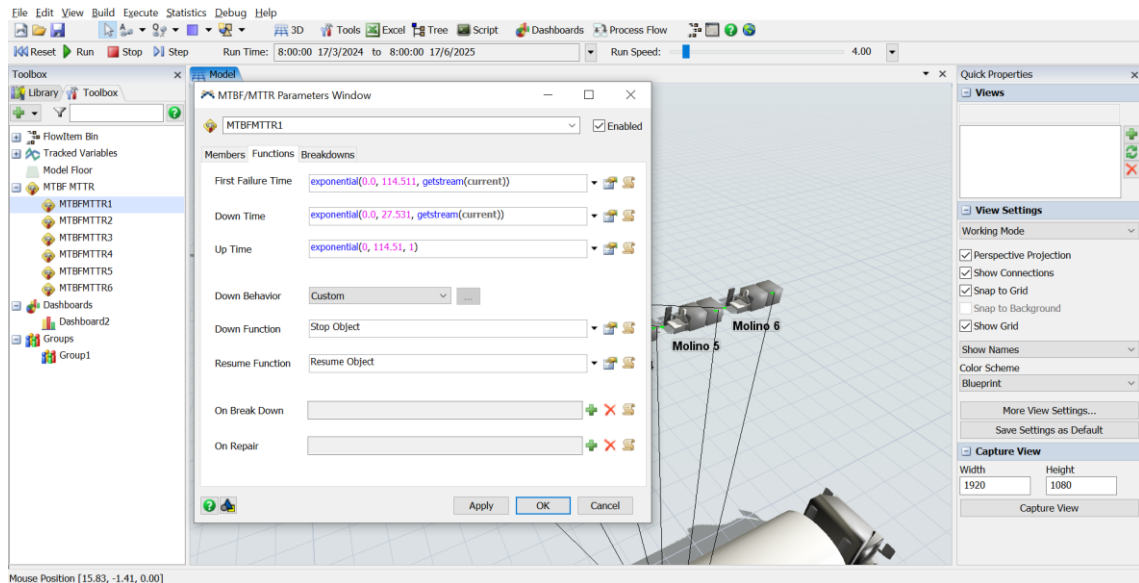 File Edit View Build Execute Statistics Debug Help
3D Tools Excel Tree Script Dashboards Process Flow
Reset Run Stop Step Run Time: 8:00:00 17/3/2024 to 8:00:00 17/6/2025 Run Speed: 4.00
Toolbox
Library Toolbox
FlowItem Bin
Tracked Variables
Model Floor
MTBF MTTR
MTBFMTTR1
MTBFMTTR2
MTBFMTTR3
MTBFMTTR4
MTBFMTTR5
MTBFMTTR6
Dashboards
Dashboard2
Groups
Group1
Model
MTBF/MTTR Parameters Window
MTBFMTTR1
Enabled
Members Functions Breakdowns
First Failure Time exponential(0.0, 114.511, getstream(current))
Down Time exponential(0.0, 27.531, getstream(current))
Up Time exponential(0, 114.51, 1)
Down Behavior Custom ...
Down Function Stop Object
Resume Function Resume Object
On Break Down
On Repair
Apply OK Cancel
Molino 6
Molino 5
Quick Properties
Views
View Settings
Working Mode
Perspective Projection
Show Connections
Snap to Grid
Snap to Background
Show Grid
Show Names
Color Scheme
Blueprint
More View Settings...
Save Settings as Default
Capture View
Width Height
1920 1080
Capture View
Mouse Position [15.83, -1.41, 0.00]